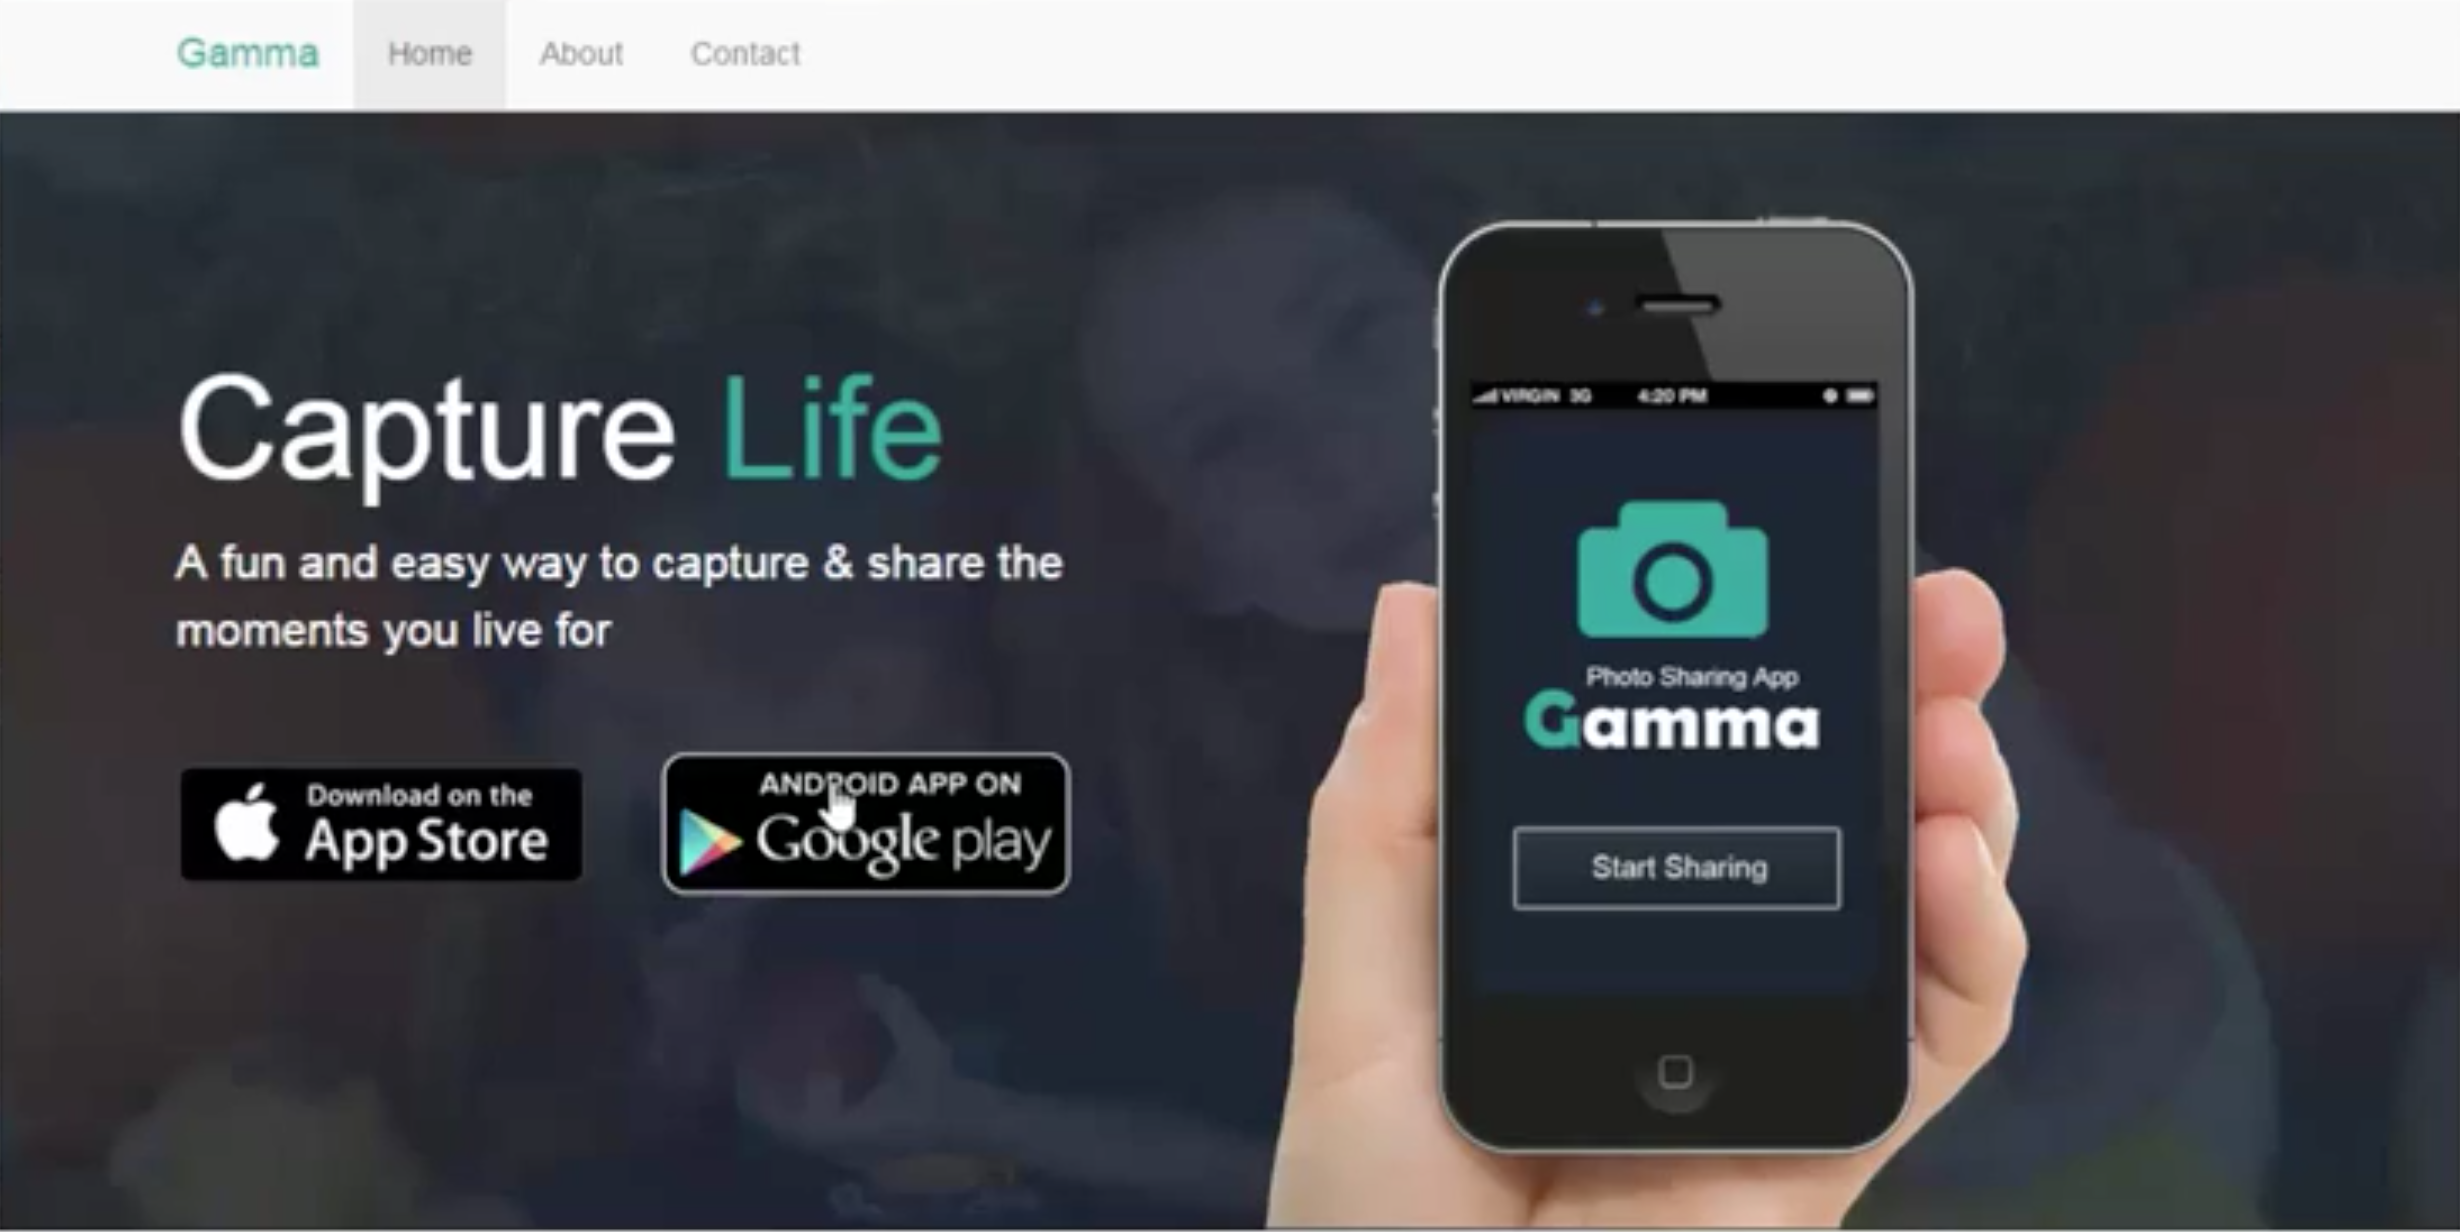 Gamma Home About Contact
Capture Life
A fun and easy way to capture & share the
moments you live for
Download on the
App Store
ANDROID APP ON
Google play
VIRGIN 3G 4:20 PM
Photo Sharing App
Gamma
Start Sharing